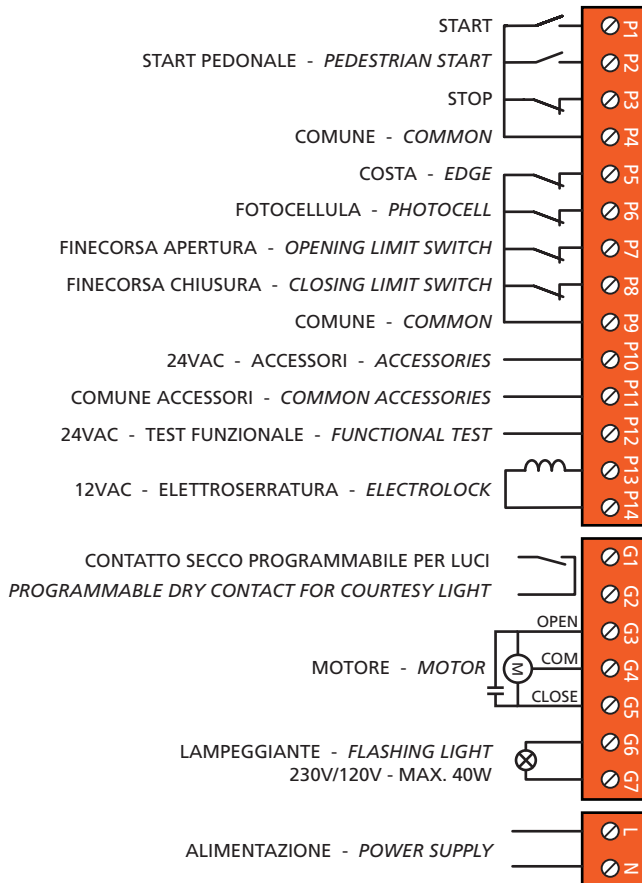 START P1
START PEDONALE - PEDESTRIAN START P2
STOP P3
COMUNE - COMMON P4
COSTA - EDGE P5
FOTOCELLULA - PHOTOCELL P6
FINECORSA APERTURA - OPENING LIMIT SWITCH P7
FINECORSA CHIUSURA - CLOSING LIMIT SWITCH P8
COMUNE - COMMON P9
24VAC - ACCESSORI - ACCESSORIES P10
COMUNE ACCESSORI - COMMON ACCESSORIES P11
24VAC - TEST FUNZIONALE - FUNCTIONAL TEST P12
P13
12VAC - ELETTROSERRATURA - ELECTROLOCK
P14
CONTATTO SECCO PROGRAMMABILE PER LUCI G1
PROGRAMMABLE DRY CONTACT FOR COURTESY LIGHT G2
OPEN G3
MOTORE - MOTOR M COM G4
CLOSE G5
LAMPEGGIANTE - FLASHING LIGHT G6
230V/120V - MAX. 40W G7
L
ALIMENTAZIONE - POWER SUPPLY
N